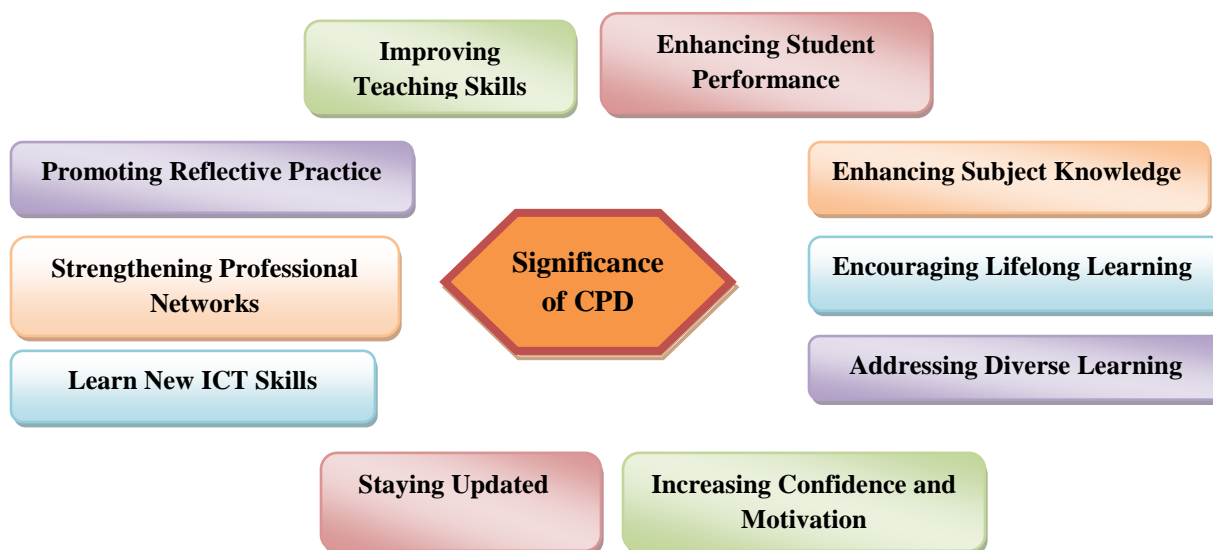 Improving
Teaching Skills
Enhancing Student
Performance
Promoting Reflective Practice
Enhancing Subject Knowledge
Strengthening Professional
Networks
Significance
of CPD
Encouraging Lifelong Learning
Learn New ICT Skills
Addressing Diverse Learning
Staying Updated
Increasing Confidence and
Motivation